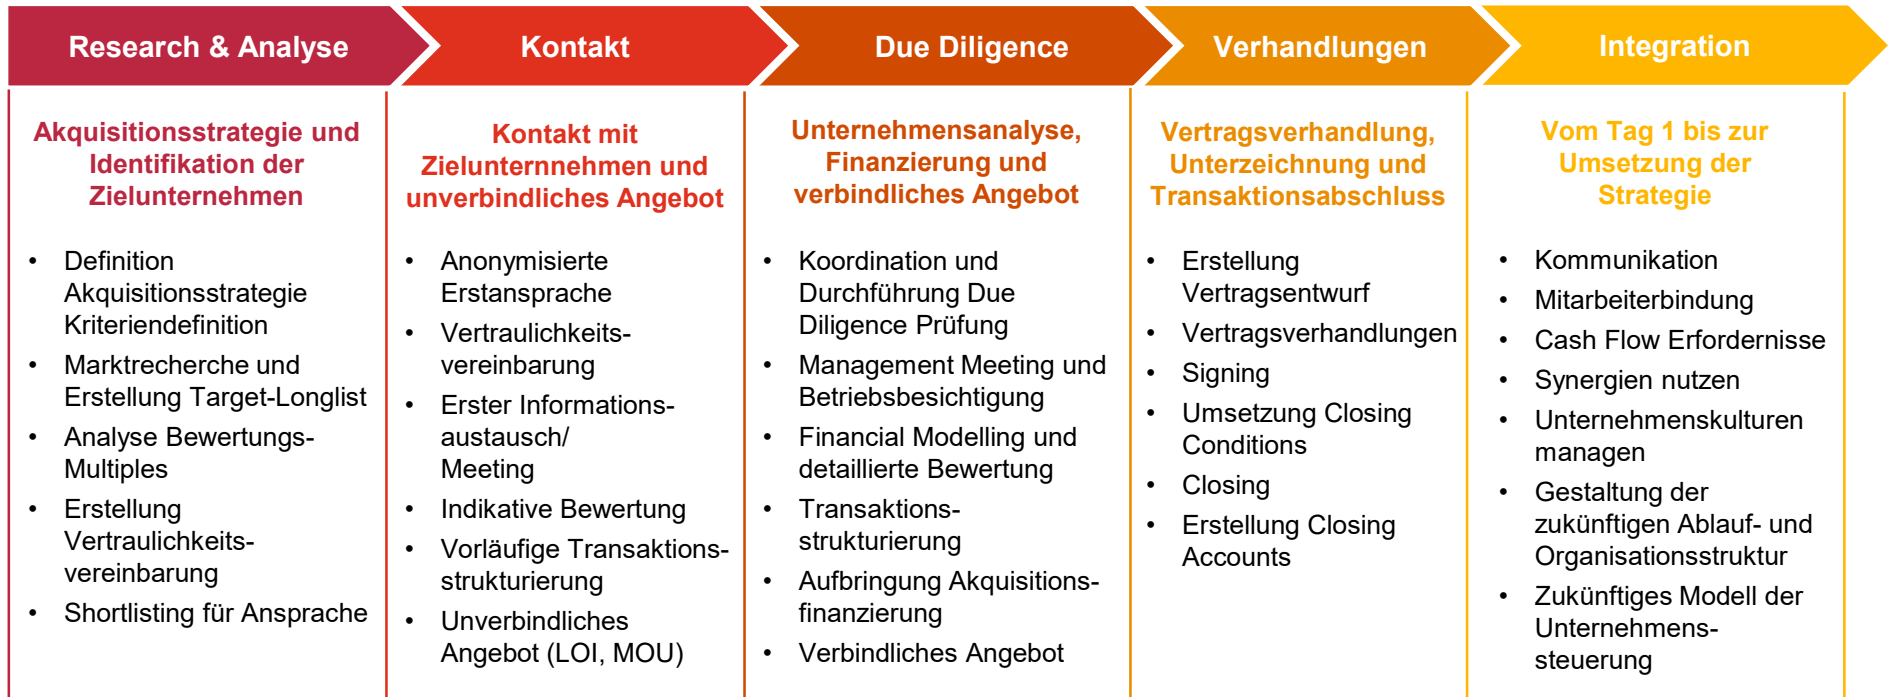 Research & Analyse
Kontakt
Due Diligence
Verhandlungen
Integration
Akquisitionsstrategie und
Identifikation der
Zielunternehmen
• Definition
Akquisitionsstrategie
Kriteriendefinition
• Marktrecherche und
Erstellung Target-Longlist
• Analyse Bewertungs-
Multiples
• Erstellung
Vertraulichkeits-
vereinbarung
• Shortlisting für Ansprache
Kontakt mit
Zielunternnehmen und
unverbindliches Angebot
• Anonymisierte
Erstansprache
• Vertraulichkeits-
vereinbarung
• Erster Informations-
austausch/
Meeting
• Indikative Bewertung
• Vorläufige Transaktions-
strukturierung
• Unverbindliches
Angebot (LOI, MOU)
Unternehmensanalyse,
Finanzierung und
verbindliches Angebot
• Koordination und
Durchführung Due
Diligence Prüfung
• Management Meeting und
Betriebsbesichtigung
• Financial Modelling und
detaillierte Bewertung
• Transaktions-
strukturierung
• Aufbringung Akquisitions-
finanzierung
• Verbindliches Angebot
Vertragsverhandlung,
Unterzeichnung und
Transaktionsabschluss
• Erstellung
Vertragsentwurf
• Vertragsverhandlungen
• Signing
• Umsetzung Closing
Conditions
• Closing
• Erstellung Closing
Accounts
Vom Tag 1 bis zur
Umsetzung der
Strategie
• Kommunikation
• Mitarbeiterbindung
• Cash Flow Erfordernisse
• Synergien nutzen
• Unternehmenskulturen
managen
• Gestaltung der
zukünftigen Ablauf- und
Organisationsstruktur
• Zukünftiges Modell der
Unternehmens-
steuerung